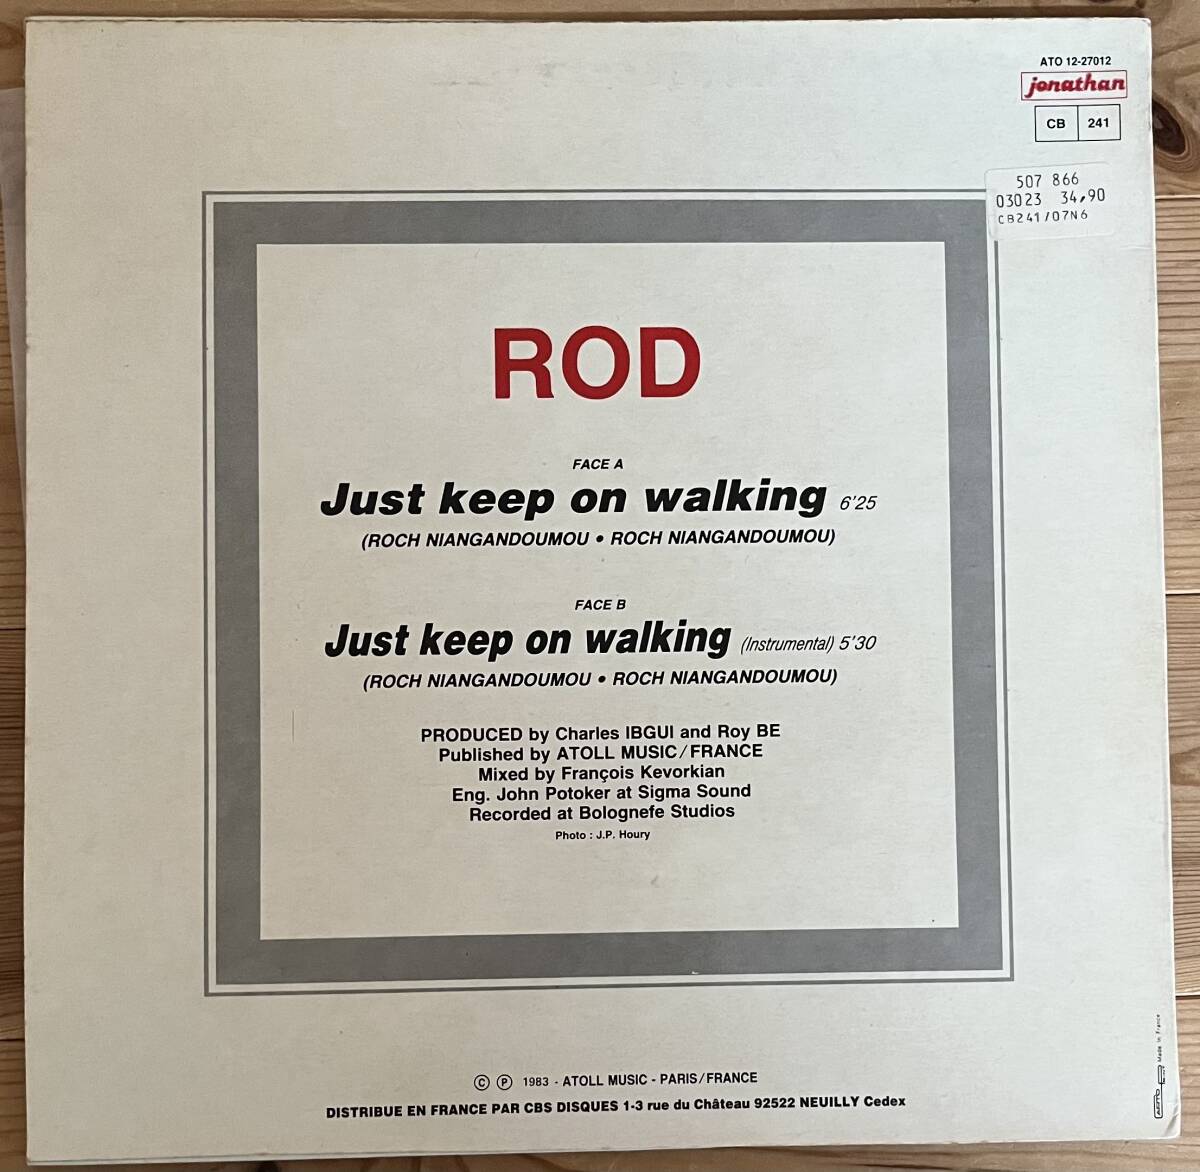 ATO 12-27012
jonathan
CB 241
507 866
03023 34,90
CB241/07N6
ROD
FACE A
Just keep on walking 6'25
(ROCH NIANGANDOUMOU • ROCH NIANGANDOUMOU)
FACE B
Just keep on walking (Instrumental) 5'30
(ROCH NIANGANDOUMOU • ROCH NIANGANDOUMOU)
PRODUCED by Charles IBGUI and Roy BE
Published by ATOLL MUSIC/FRANCE
Mixed by François Kevorkian
Eng. John Potoker at Sigma Sound
Recorded at Bolognefe Studios
Photo : J.P. Houry
© ℗ 1983 - ATOLL MUSIC - PARIS/FRANCE
DISTRIBUE EN FRANCE PAR CBS DISQUES 1-3 rue du Château 92522 NEUILLY Cedex
Made in France